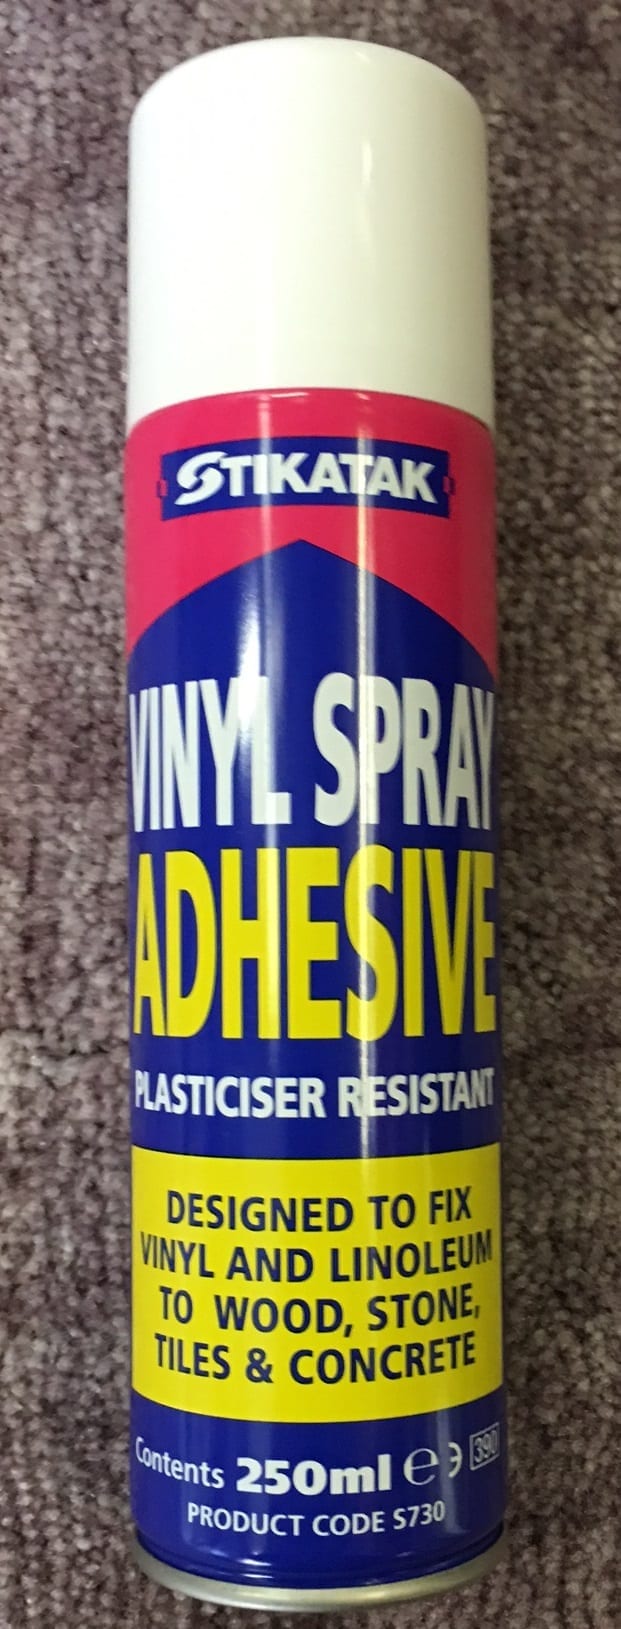 STIKATAK
VINYL SPRAY
ADHESIVE
PLASTICISER RESISTANT
DESIGNED TO FIX
VINYL AND LINOLEUM
TO WOOD, STONE,
TILES & CONCRETE
Contents 250ml ℮ 390
PRODUCT CODE S730